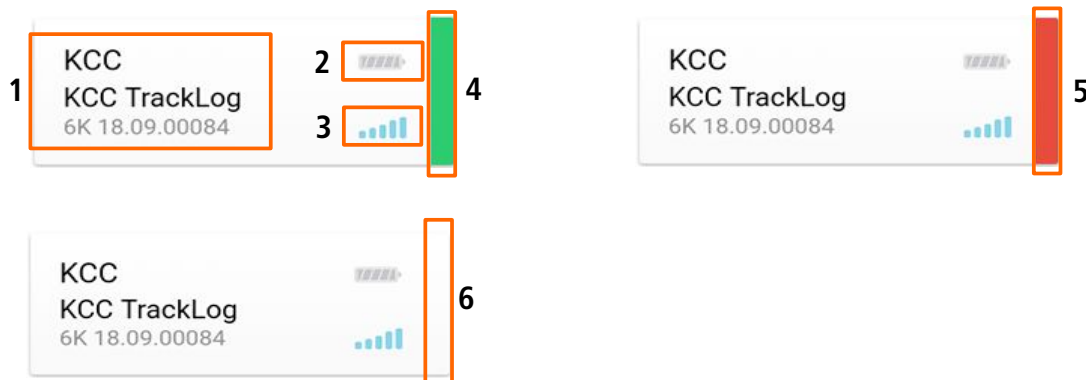 1
KCC
KCC TrackLog
6K 18.09.00084
2
3
4
KCC
KCC TrackLog
6K 18.09.00084
5
KCC
KCC TrackLog
6K 18.09.00084
6